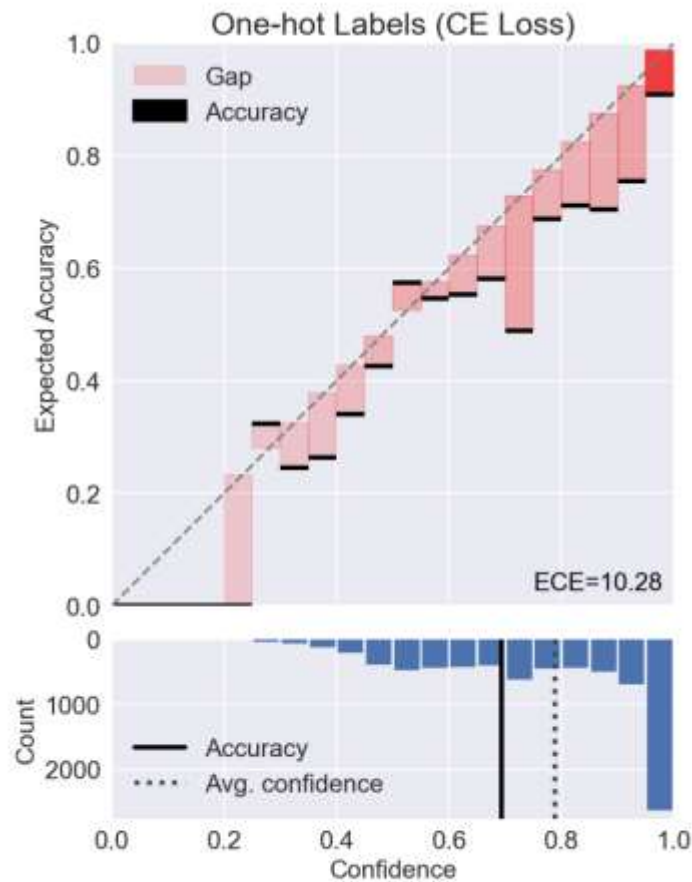 One-hot Labels (CE Loss)
1.0
Gap
Accuracy
0.8
0.6
Expected Accuracy
0.4
0.2
ECE=10.28
0.0
0
1000
Count
Accuracy
2000
Avg. confidence
0.0 0.2 0.4 0.6 0.8 1.0
Confidence